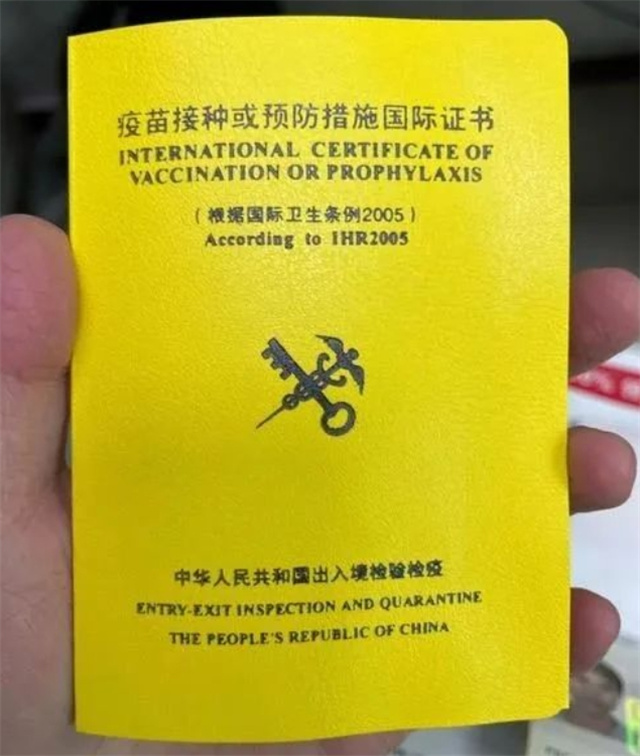 疫苗接种或预防措施国际证书
INTERNATIONAL CERTIFICATE OF
VACCINATION OR PROPHYLAXIS
(根据国际卫生条例2005)
According to IHR2005
中华人民共和国出入境检验检疫
ENTRY-EXIT INSPECTION AND QUARANTINE
THE PEOPLE'S REPUBLIC OF CHINA